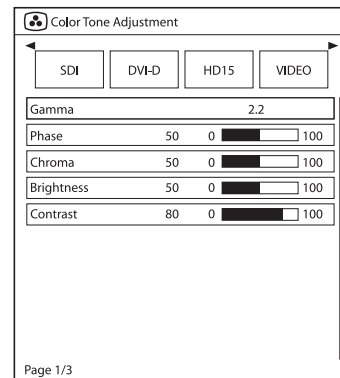 Color Tone Adjustment
SDI DVI-D HD15 VIDEO
Gamma 2.2
Phase 50 0 100
Chroma 50 0 100
Brightness 50 0 100
Contrast 80 0 100
Page 1/3